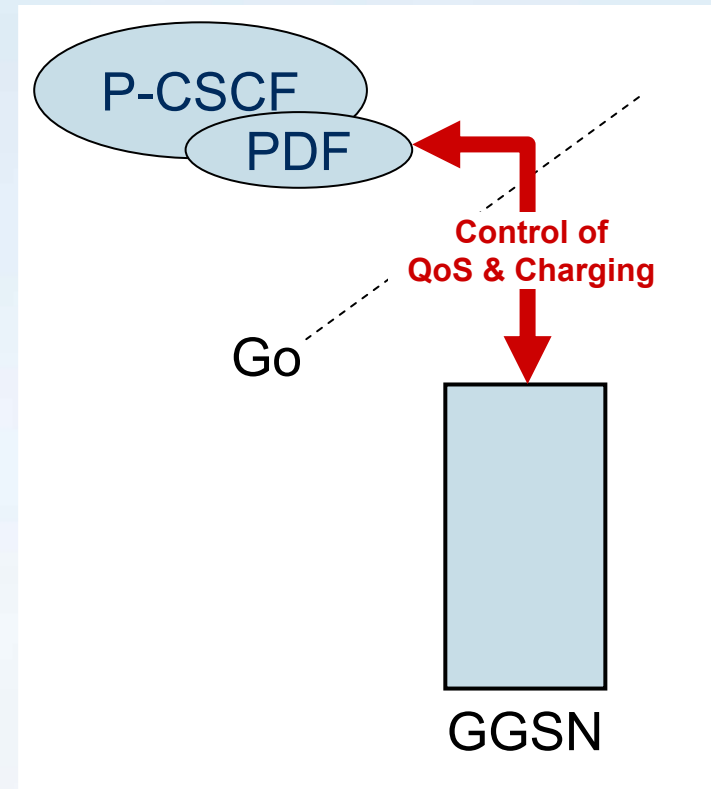 P-CSCF
PDF
Control of
QoS & Charging
Go
GGSN